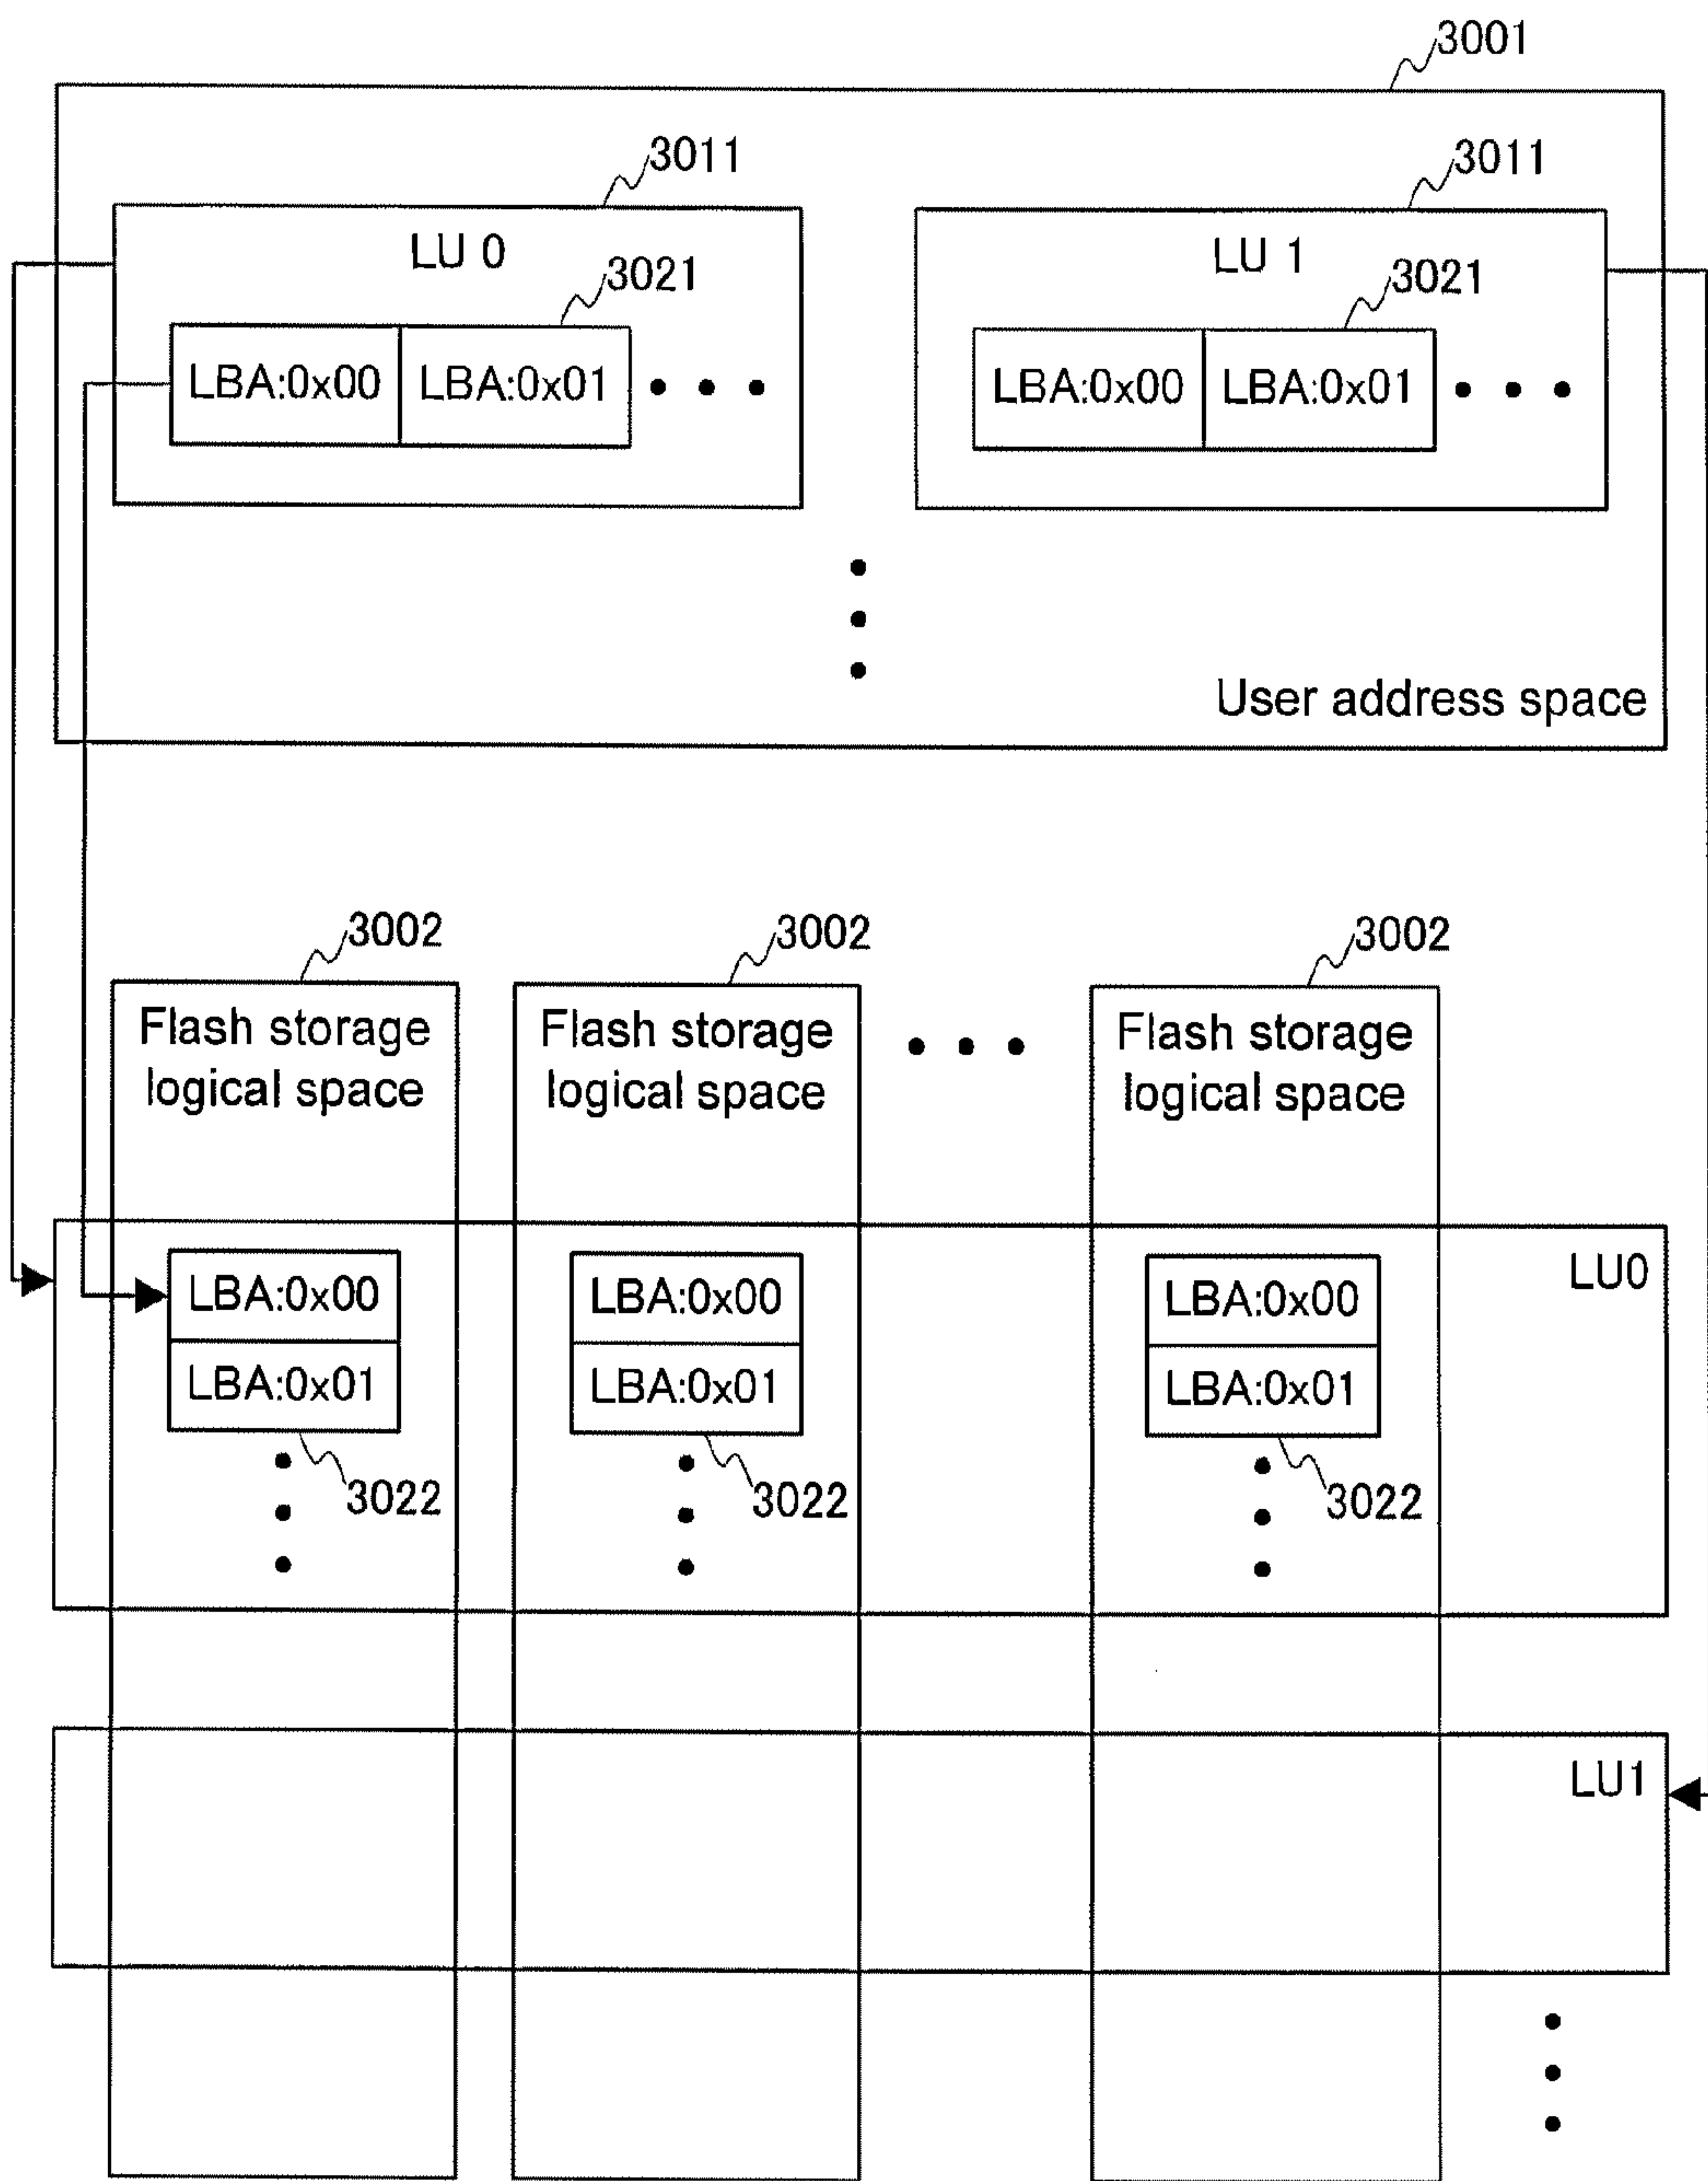 3001
3011
3011
LU 0
LU 1
3021
3021
LBA:0x00
LBA:0x01
LBA:0x00
LBA:0x01
User address space
3002
3002
3002
Flash storage
logical space
Flash storage
logical space
Flash storage
logical space
LU0
LBA:0x00
LBA:0x00
LBA:0x00
LBA:0x01
LBA:0x01
LBA:0x01
3022
3022
3022
LU1